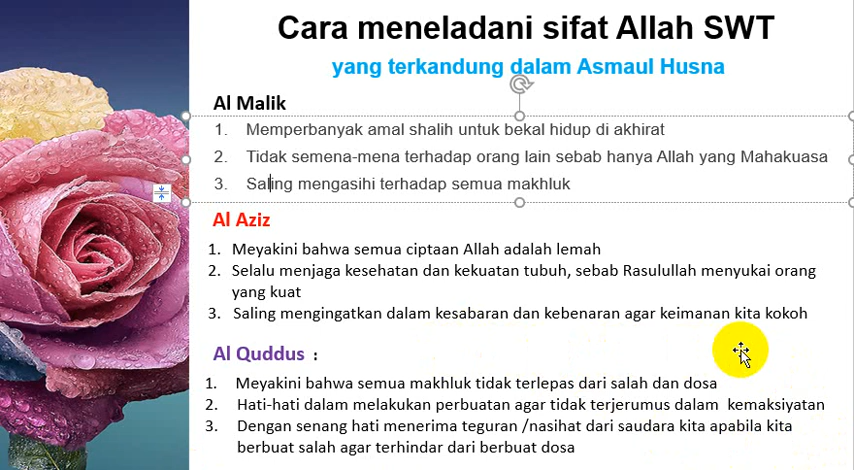 Cara meneladani sifat Allah SWT
yang terkandung dalam Asmaul Husna
Al Malik
1. Memperbanyak amal shalih untuk bekal hidup di akhirat
2. Tidak semena-mena terhadap orang lain sebab hanya Allah yang Mahakuasa
3. Saling mengasihi terhadap semua makhluk
Al Aziz
1. Meyakini bahwa semua ciptaan Allah adalah lemah
2. Selalu menjaga kesehatan dan kekuatan tubuh, sebab Rasulullah menyukai orang
yang kuat
3. Saling mengingatkan dalam kesabaran dan kebenaran agar keimanan kita kokoh
Al Quddus :
1. Meyakini bahwa semua makhluk tidak terlepas dari salah dan dosa
2. Hati-hati dalam melakukan perbuatan agar tidak terjerumus dalam kemaksiyatan
3. Dengan senang hati menerima teguran /nasihat dari saudara kita apabila kita
berbuat salah agar terhindar dari berbuat dosa